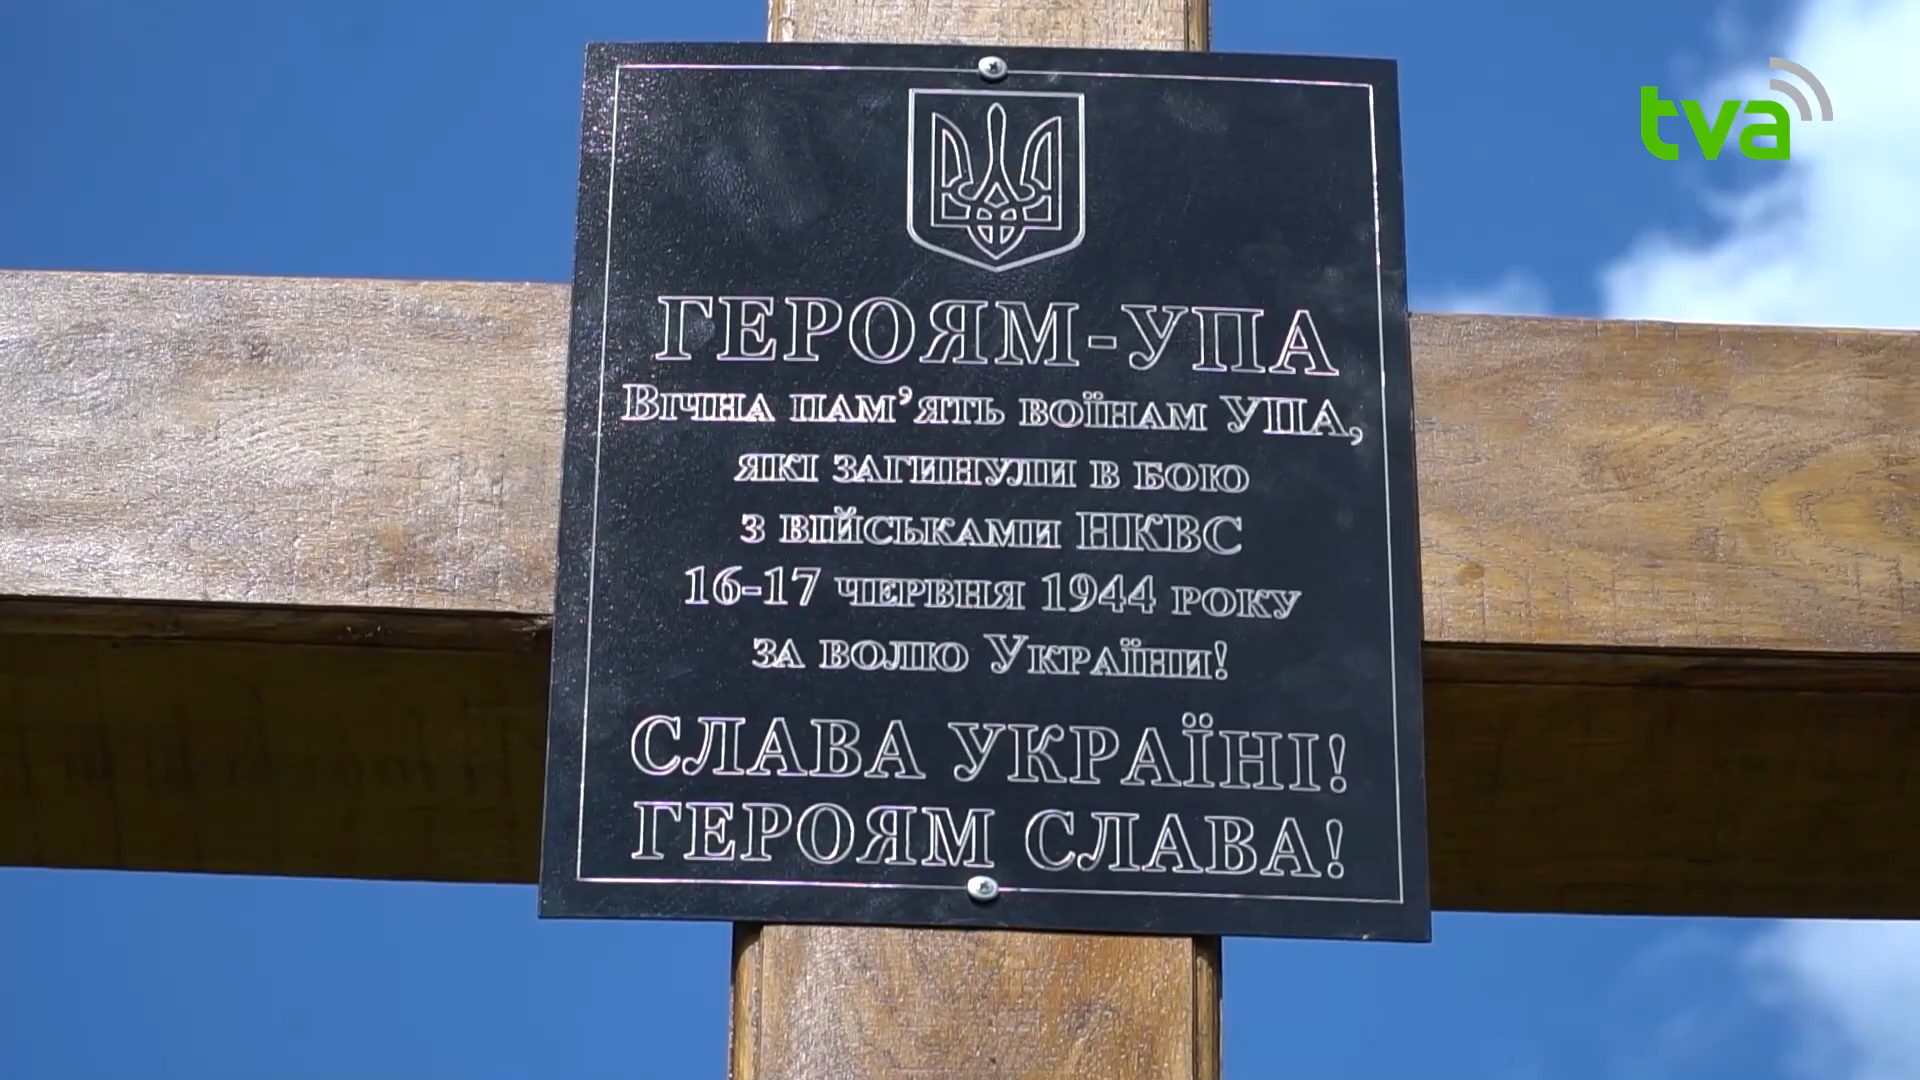 tva
ГЕРОЯМ-УПА
Вічна пам’ять воїнам УПА,
які загинули в бою
з військами НКВС
16-17 червня 1944 року
за волю України!
СЛАВА УКРАЇНІ!
ГЕРОЯМ СЛАВА!